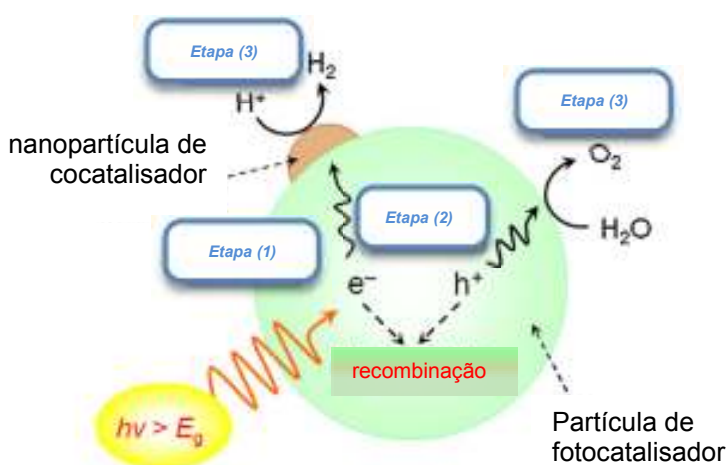 Etapa (3)
H₂
H⁺
Etapa (3)
O₂
H₂O
nanopartícula de
cocatalisador
Etapa (2)
Etapa (1)
e⁻
h⁺
recombinação
hν > Eg
Partícula de
fotocatalisador